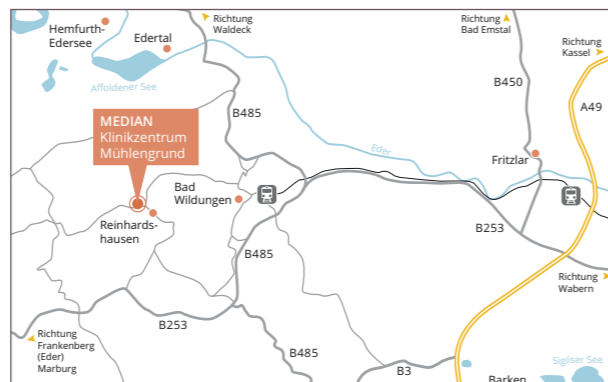 Hemfurth-
Edersee
Edertal
Affoldener See
Richtung
Waldeck
Richtung
Bad Emstal
Richtung
Kassel
B450
A49
B485
MEDIAN
Klinikzentrum
Mühlengrund
Eder
Fritzlar
Bad
Wildungen
Reinhards-
hausen
B253
B485
Richtung
Wabern
B253
Richtung
Frankenberg
(Eder)
Marburg
B485
B3
Sigliser See
Barken